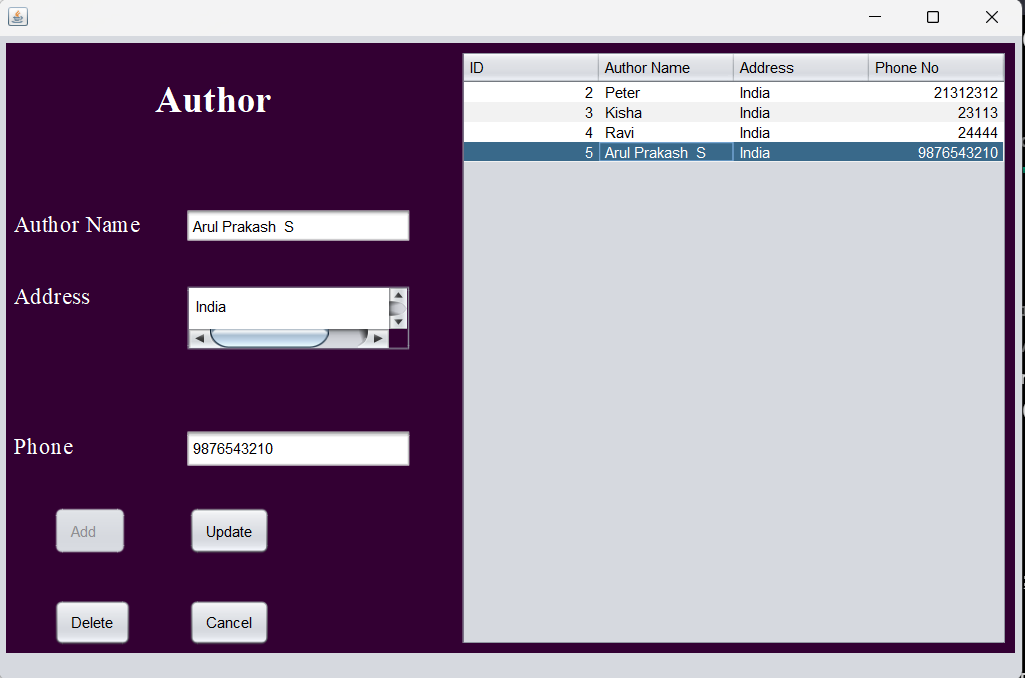 Author
Author Name Arul Prakash  S
Address India
Phone 9876543210
Add Update
Delete Cancel
ID Author Name Address Phone No
2 Peter India 21312312
3 Kisha India 23113
4 Ravi India 24444
5 Arul Prakash  S India 9876543210